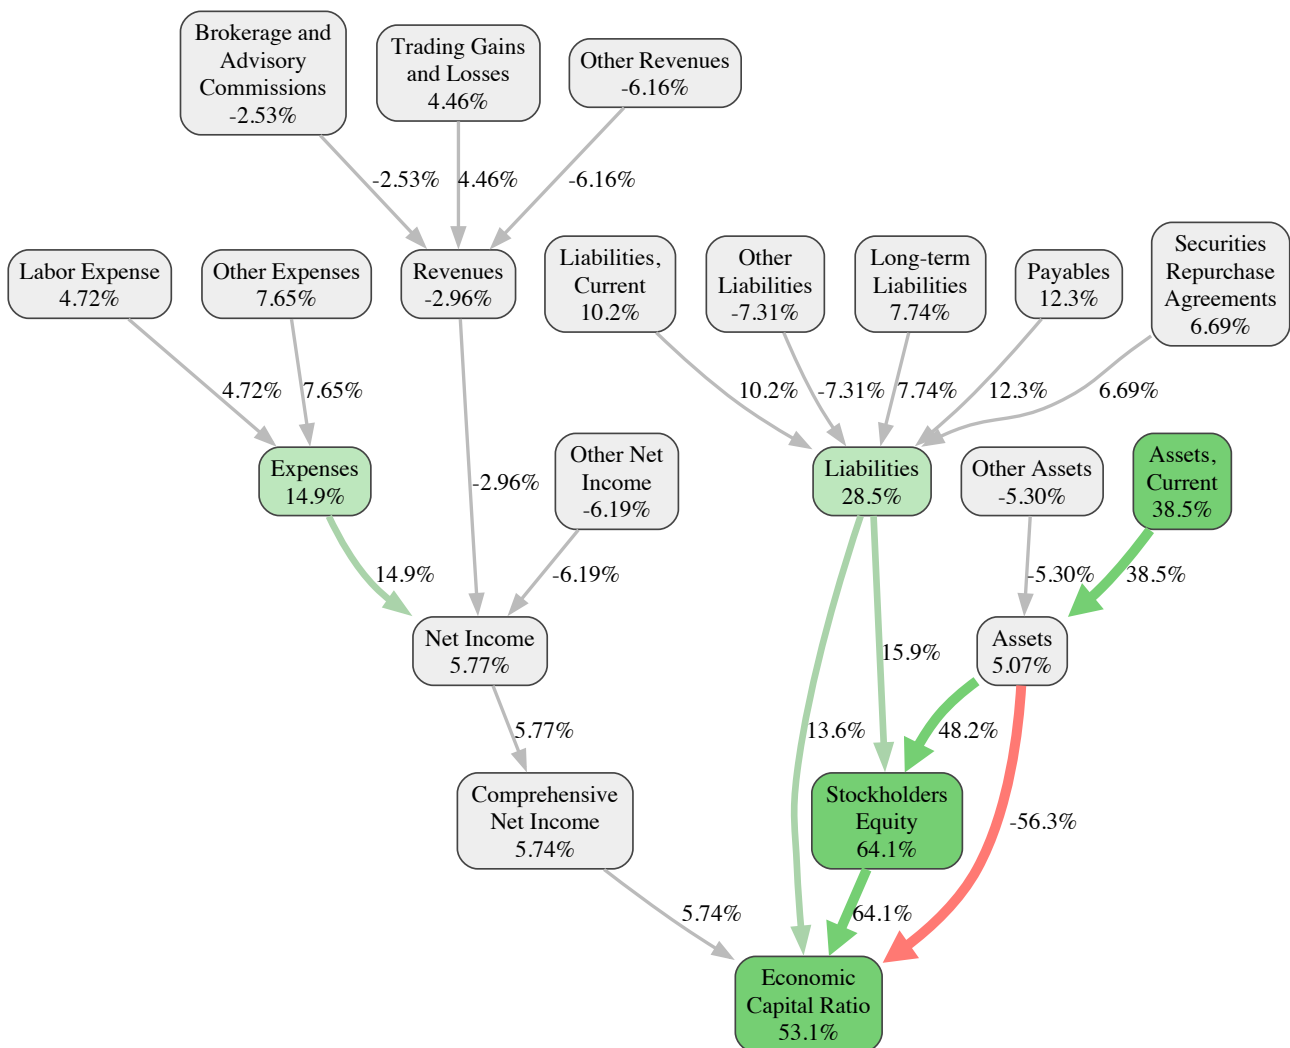 Brokerage and
Advisory
Commissions
-2.53%
Trading Gains
and Losses
4.46%
Other Revenues
-6.16%
-2.53%
4.46%
-6.16%
Labor Expense
4.72%
Other Expenses
7.65%
Revenues
-2.96%
Liabilities,
Current
10.2%
Other
Liabilities
-7.31%
Long-term
Liabilities
7.74%
Payables
12.3%
Securities
Repurchase
Agreements
6.69%
4.72%
7.65%
10.2%
-7.31%
7.74%
12.3%
6.69%
Expenses
14.9%
-2.96%
Other Net
Income
-6.19%
Liabilities
28.5%
Other Assets
-5.30%
Assets,
Current
38.5%
14.9%
-6.19%
-5.30%
38.5%
Net Income
5.77%
15.9%
Assets
5.07%
5.77%
13.6%
48.2%
Comprehensive
Net Income
5.74%
Stockholders
Equity
64.1%
-56.3%
5.74%
64.1%
Economic
Capital Ratio
53.1%